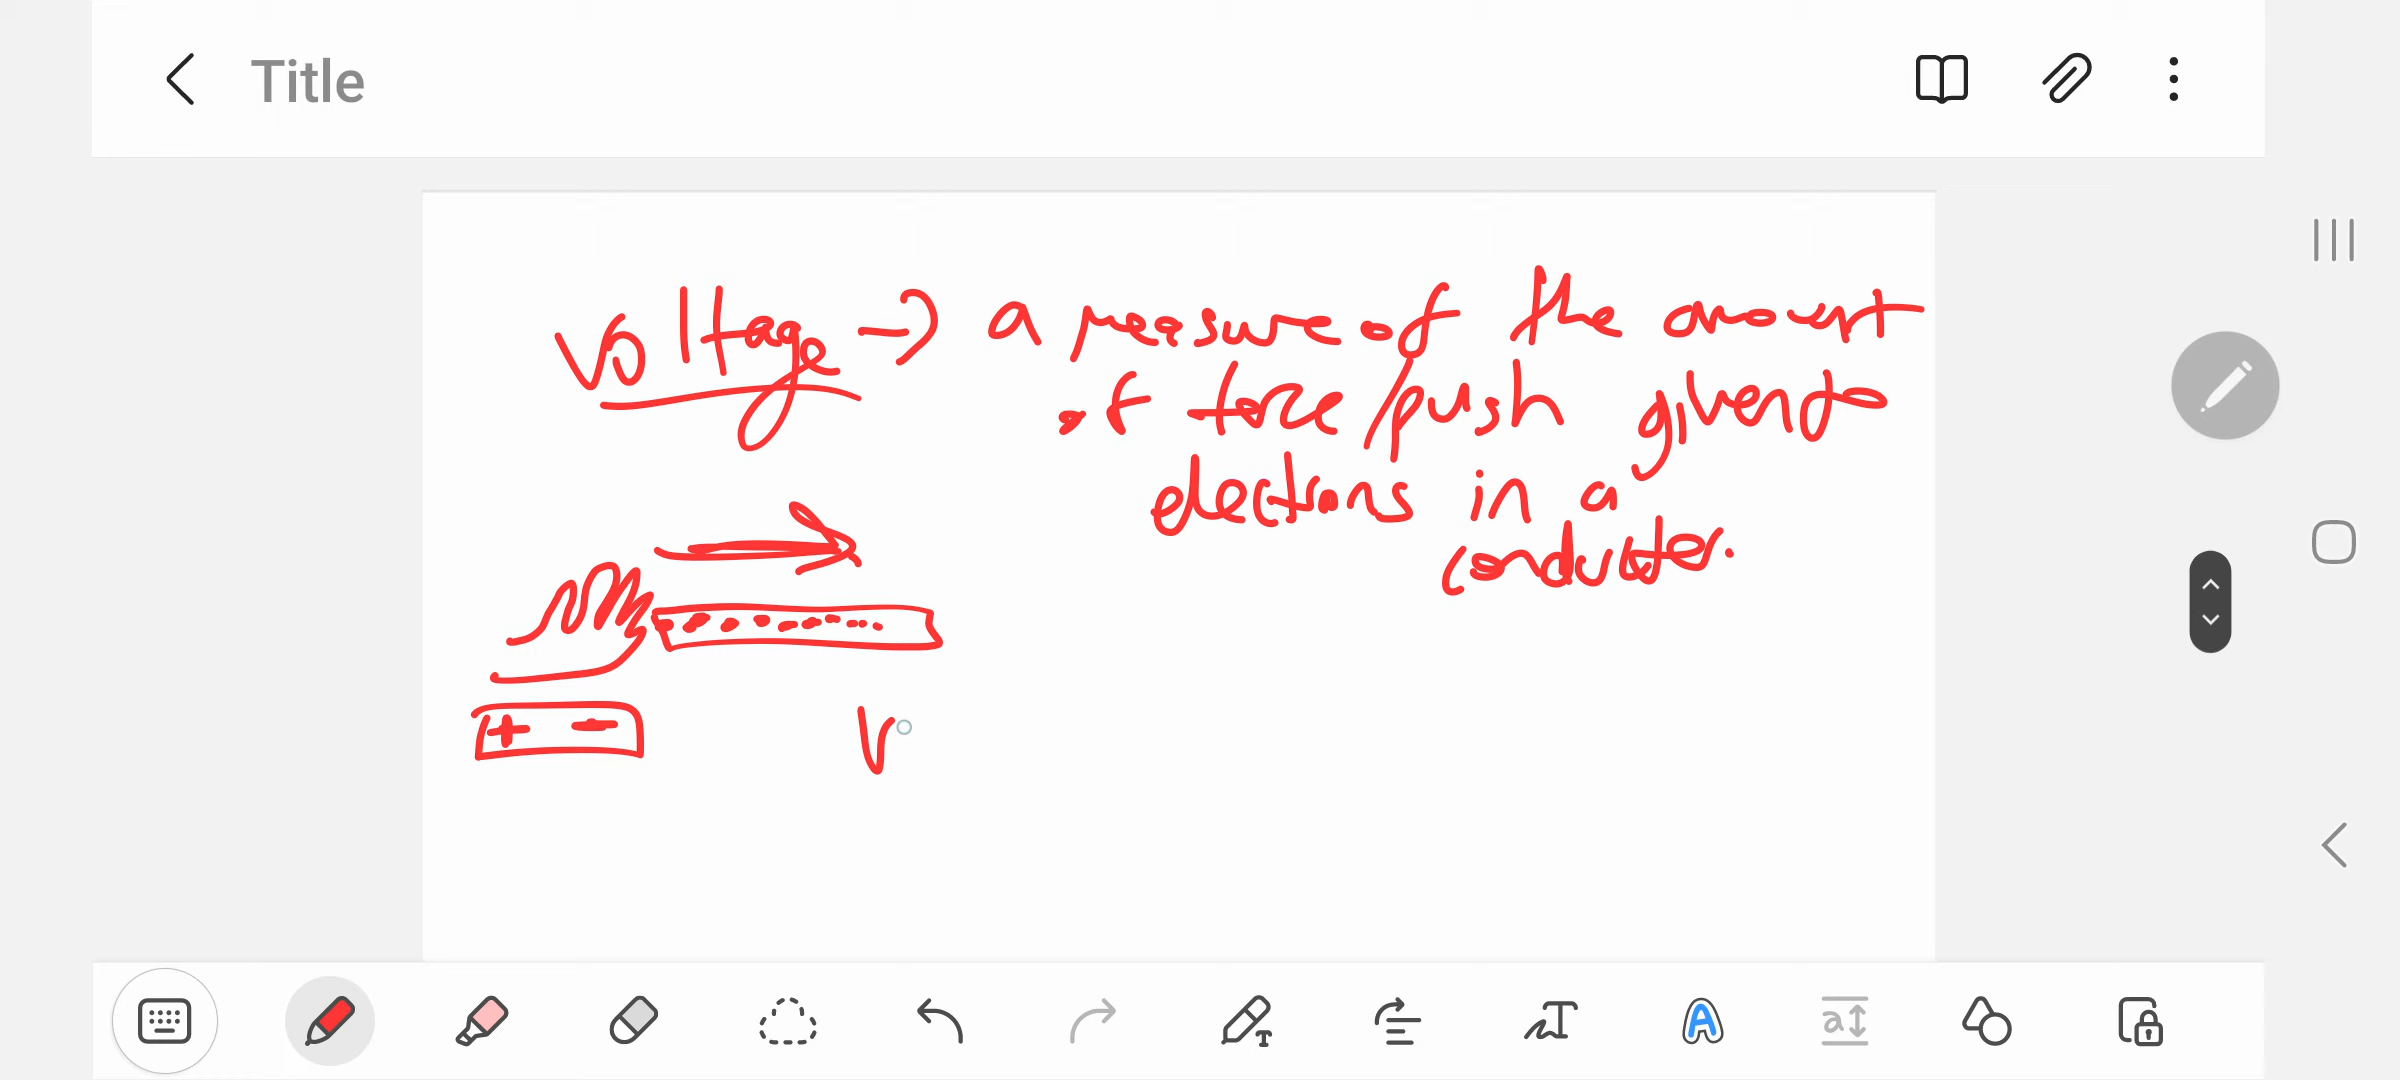 Title
Voltage -> a measure of the amount
of force/push given to
electrons in a
conductor.
+ -
V